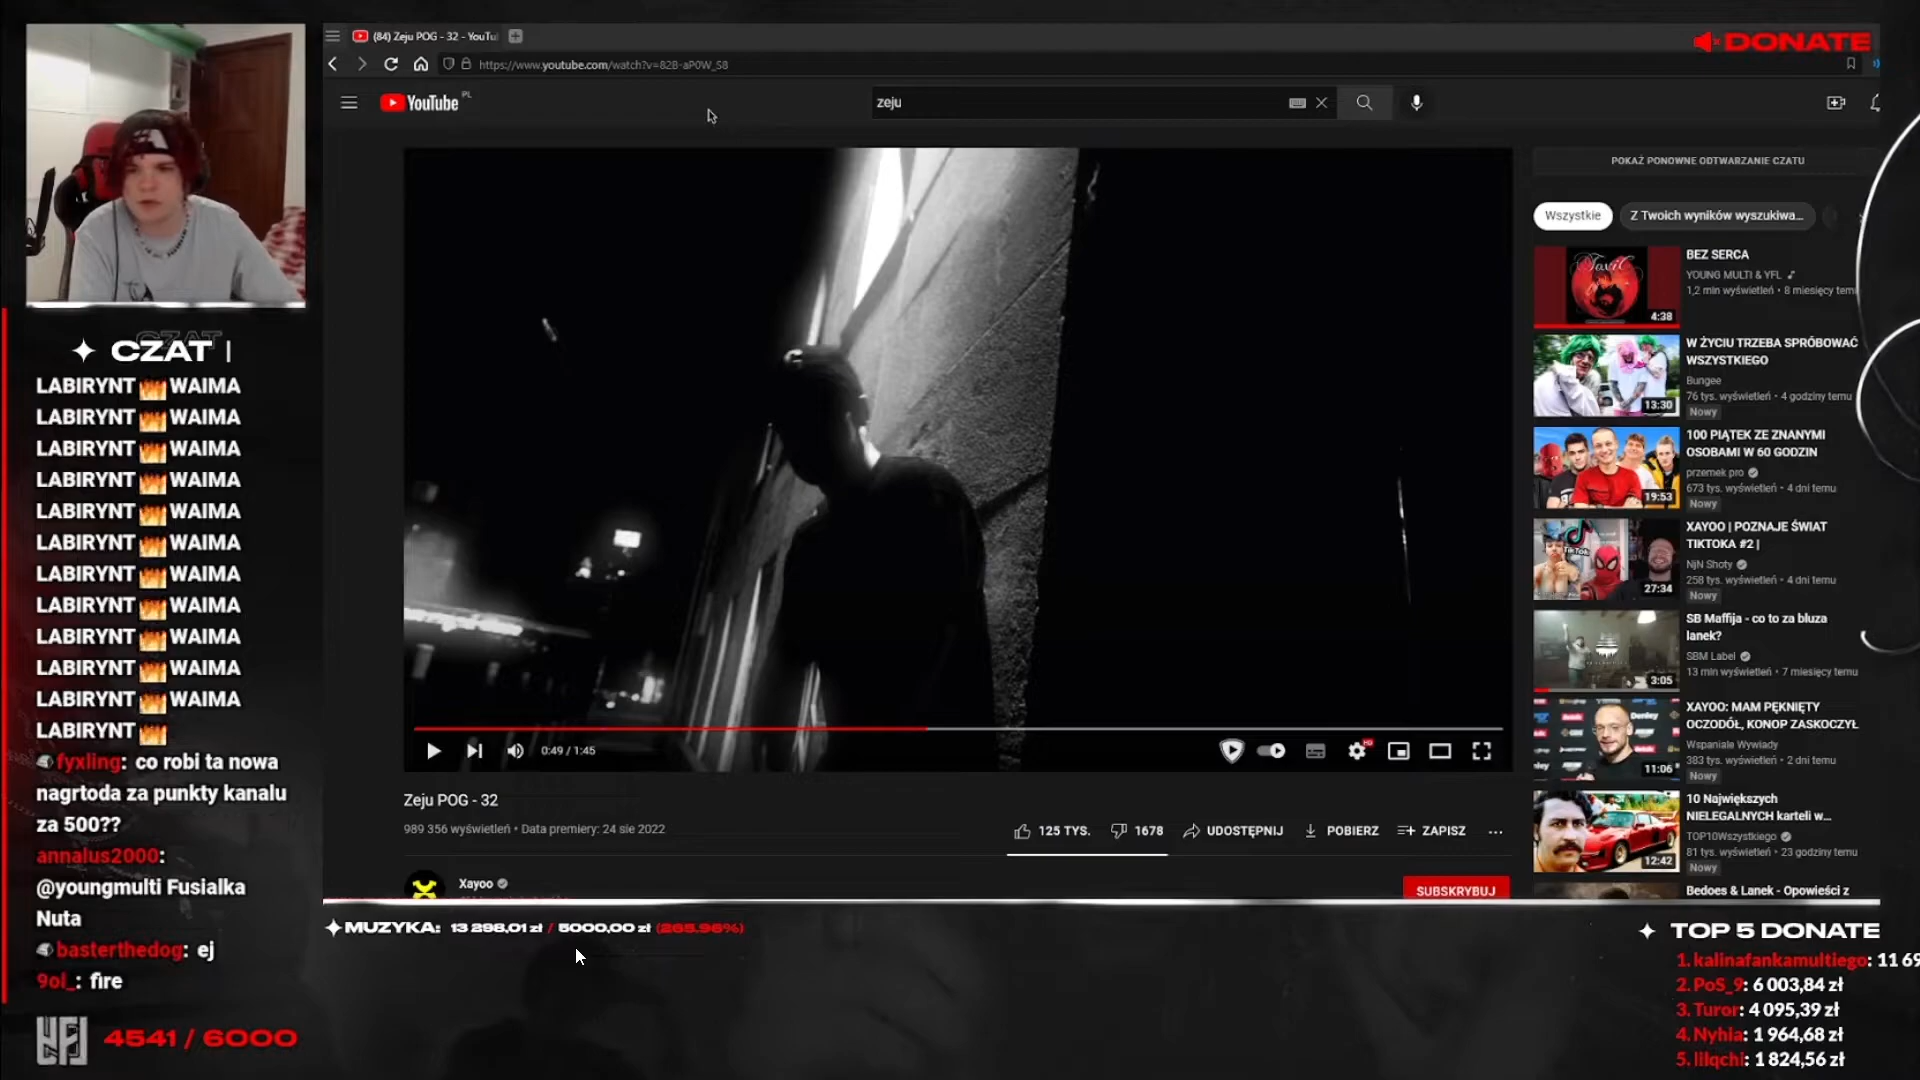 (84) Zeju POG - 32 - YouTu
DONATE
https://www.youtube.com/watch?v=82B-aP0W_S8
YouTube PL
zeju
POKAŻ PONOWNE ODTWARZANIE CZATU
Wszystkie
Z Twoich wyników wyszukiwa...
BEZ SERCA
YOUNG MULTI & YFL
1,2 mln wyświetleń • 8 miesięcy temu
4:38
W ŻYCIU TRZEBA SPRÓBOWAĆ
WSZYSTKIEGO
Bungee
76 tys. wyświetleń • 4 godziny temu
Nowy
13:30
100 PIĄTEK ZE ZNANYMI
OSOBAMI W 60 GODZIN
przemek pro
673 tys. wyświetleń • 4 dni temu
Nowy
19:53
XAYOO | POZNAJE ŚWIAT
TIKTOKA #2 |
NjN Shoty
258 tys. wyświetleń • 4 dni temu
Nowy
27:34
SB Maffija - co to za bluza
lanek?
SBM Label
13 mln wyświetleń • 7 miesięcy temu
3:05
XAYOO: MAM PĘKNIĘTY
OCZODÓŁ, KONOP ZASKOCZYŁ
Wspaniałe Wywiady
383 tys. wyświetleń • 2 dni temu
Nowy
11:06
10 Największych
NIELEGALNYCH karteli w...
TOP10Wszystkiego
81 tys. wyświetleń • 23 godziny temu
Nowy
12:42
Bedoes & Lanek - Opowieści z
0:49 / 1:45
HD
Zeju POG - 32
989 356 wyświetleń • Data premiery: 24 sie 2022
125 TYS.
1678
UDOSTĘPNIJ
POBIERZ
ZAPISZ
...
Xayoo
SUBSKRYBUJ
CZAT |
LABIRYNT WAIMA
LABIRYNT WAIMA
LABIRYNT WAIMA
LABIRYNT WAIMA
LABIRYNT WAIMA
LABIRYNT WAIMA
LABIRYNT WAIMA
LABIRYNT WAIMA
LABIRYNT WAIMA
LABIRYNT WAIMA
LABIRYNT WAIMA
LABIRYNT
fyxling: co robi ta nowa
nagrtoda za punkty kanalu
za 500??
annalus2000:
@youngmulti Fusialka
Nuta
basterthedog: ej
9ol_: fire
YFL
4541 / 6000
MUZYKA: 13 298,01 zł / 5000,00 zł (265.96%)
TOP 5 DONATE
1. kalinafankamultiego: 11 69
2. PoS_9: 6 003,84 zł
3. Turor: 4 095,39 zł
4. Nyhia: 1 964,68 zł
5. lilqchi: 1 824,56 zł